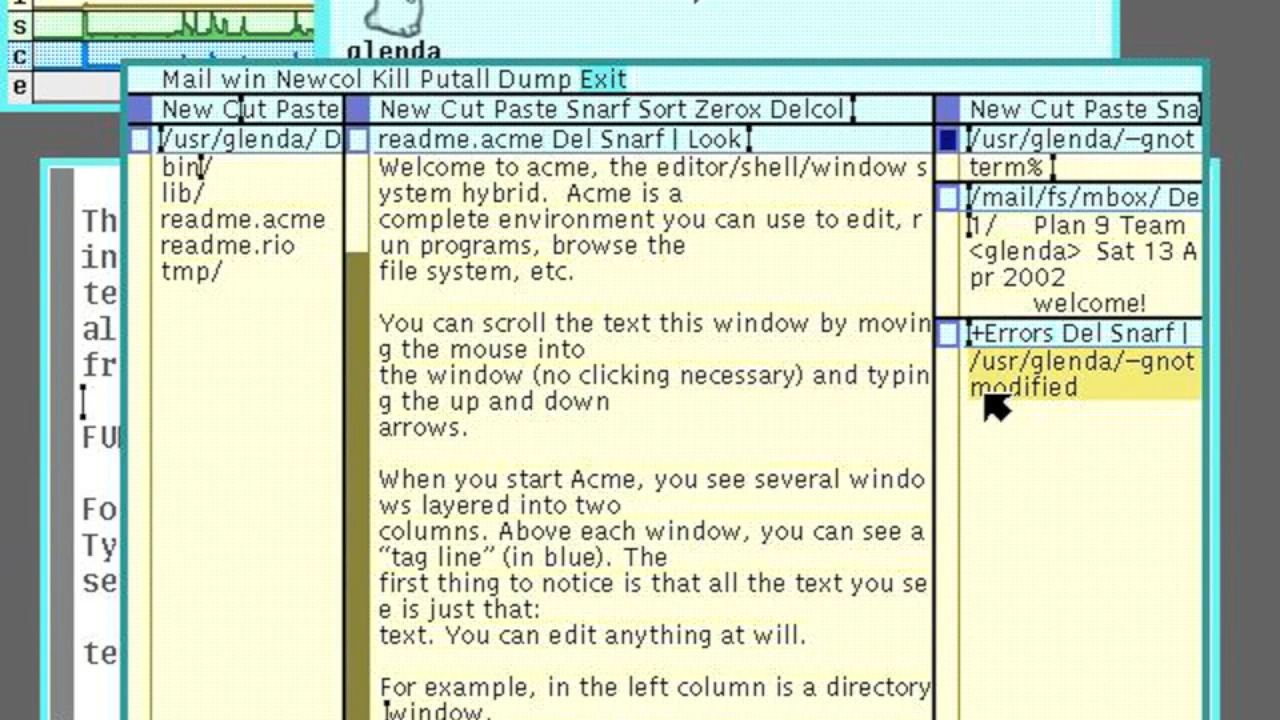 s
c
e
glenda
Th
in
te
al
fr
FU
Fo
Ty
se
te
Mail win Newcol Kill Putall Dump Exit
New Cut Paste
/usr/glenda/ D
bin/
lib/
readme.acme
readme.rio
tmp/
New Cut Paste Snarf Sort Zerox Delcol
readme.acme Del Snarf | Look
Welcome to acme, the editor/shell/window s
ystem hybrid.  Acme is a
complete environment you can use to edit, r
un programs, browse the
file system, etc.
You can scroll the text this window by movin
g the mouse into
the window (no clicking necessary) and typin
g the up and down
arrows.
When you start Acme, you see several windo
ws layered into two
columns. Above each window, you can see a
“tag line” (in blue). The
first thing to notice is that all the text you se
e is just that:
text. You can edit anything at will.
For example, in the left column is a directory
window.
New Cut Paste Sna
/usr/glenda/-gnot
term%
/mail/fs/mbox/ De
1/ Plan 9 Team
<glenda> Sat 13 A
pr 2002
welcome!
+Errors Del Snarf |
/usr/glenda/-gnot
modified